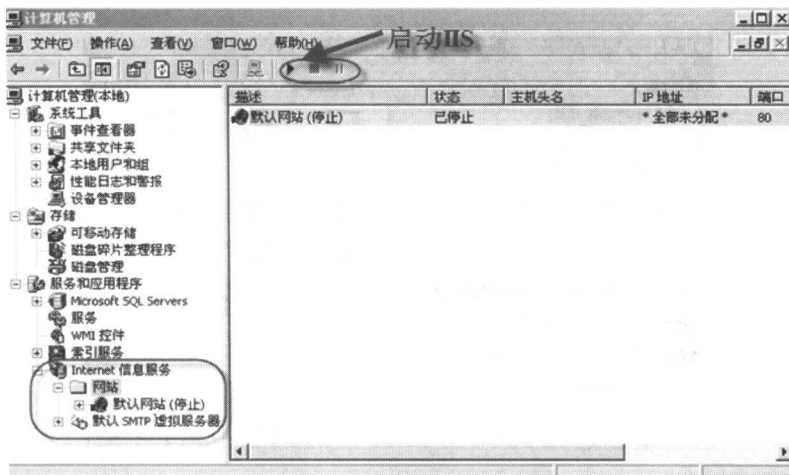 计算机管理
文件(F) 操作(A) 查看(V) 窗口(W) 帮助(H)
启动IIS
计算机管理(本地)
系统工具
事件查看器
共享文件夹
本地用户和组
性能日志和警报
设备管理器
存储
可移动存储
磁盘碎片整理程序
磁盘管理
服务和应用程序
Microsoft SQL Servers
服务
WMI 控件
索引服务
Internet 信息服务
网站
默认网站 (停止)
默认 SMTP 虚拟服务器
描述 状态 主机头名 IP 地址 端口
默认网站 (停止) 已停止 * 全部未分配 * 80